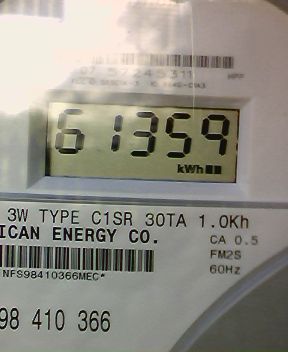 57245311
61359
kWh
3W TYPE C1SR 30TA 1.0Kh
ICAN ENERGY CO.
CA 0.5
FM2S
60Hz
NFS98410366MEC*
98 410 366